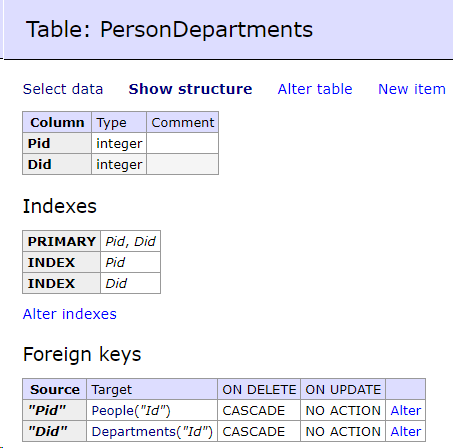 Table: PersonDepartments
Select data Show structure Alter table New item
Column Type Comment
Pid integer
Did integer
Indexes
PRIMARY Pid, Did
INDEX Pid
INDEX Did
Alter indexes
Foreign keys
Source Target ON DELETE ON UPDATE
"Pid" People("Id") CASCADE NO ACTION Alter
"Did" Departments("Id") CASCADE NO ACTION Alter